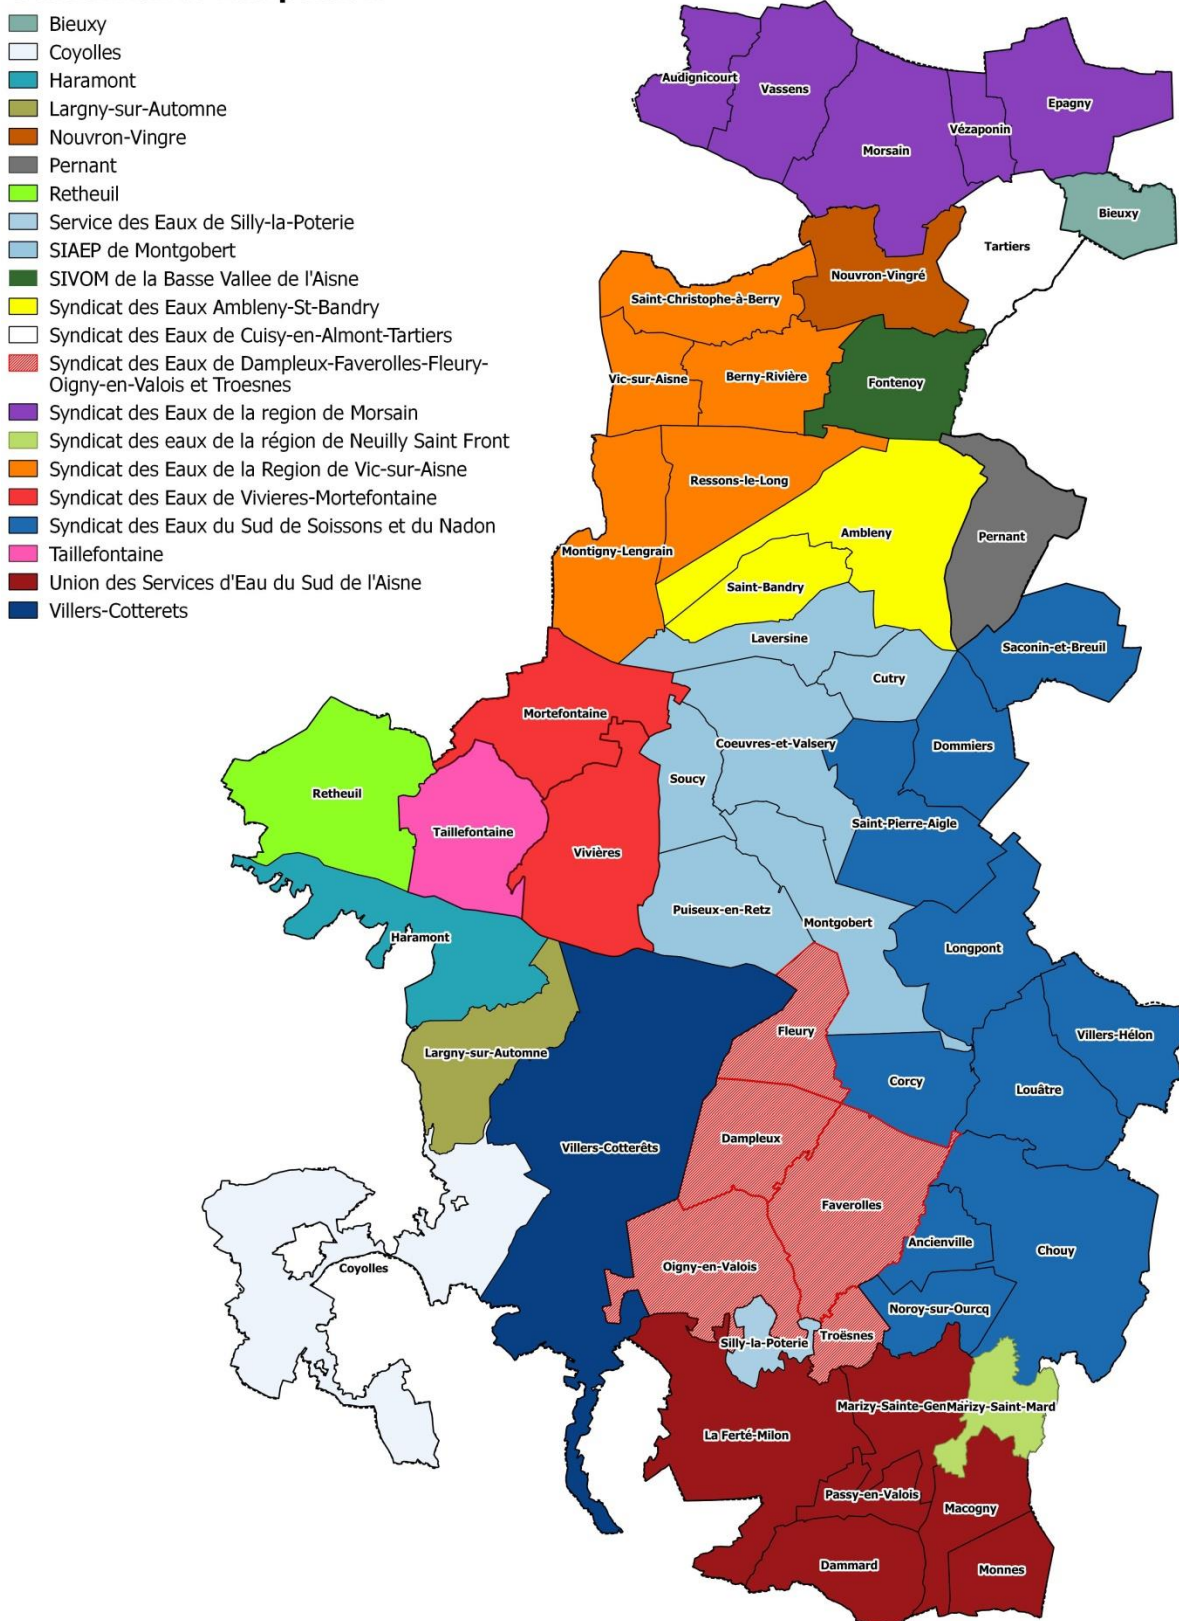 Bieuxy
Coyolles
Haramont
Largny-sur-Automne
Nouvron-Vingre
Pernant
Retheuil
Service des Eaux de Silly-la-Poterie
SIAEP de Montgobert
SIVOM de la Basse Vallee de l'Aisne
Syndicat des Eaux Ambleny-St-Bandry
Syndicat des Eaux de Cuisy-en-Almont-Tartiers
Syndicat des Eaux de Dampleux-Faverolles-Fleury-
Oigny-en-Valois et Troesnes
Syndicat des Eaux de la region de Morsain
Syndicat des eaux de la région de Neuilly Saint Front
Syndicat des Eaux de la Region de Vic-sur-Aisne
Syndicat des Eaux de Vivieres-Mortefontaine
Syndicat des Eaux du Sud de Soissons et du Nadon
Taillefontaine
Union des Services d'Eau du Sud de l'Aisne
Villers-Cotterets
Audignicourt
Vassens
Epagny
Vézaponin
Morsain
Bieuxy
Tartiers
Nouvron-Vingré
Saint-Christophe-à-Berry
Vic-sur-Aisne
Berny-Rivière
Fontenoy
Ressons-le-Long
Ambleny
Pernant
Montigny-Lengrain
Saint-Bandry
Laversine
Saconin-et-Breuil
Cutry
Mortefontaine
Coeuvres-et-Valsery
Dommiers
Soucy
Retheuil
Taillefontaine
Saint-Pierre-Aigle
Vivières
Puiseux-en-Retz
Montgobert
Haramont
Longpont
Fleury
Villers-Hélon
Largny-sur-Automne
Corcy
Louâtre
Dampleux
Villers-Cotterêts
Faverolles
Ancienville
Chouy
Coyolles
Oigny-en-Valois
Noroy-sur-Ourcq
Silly-la-Poterie
Troësnes
Marizy-Sainte-Gen
Marizy-Saint-Mard
La Ferté-Milon
Passy-en-Valois
Macogny
Dammard
Monnes